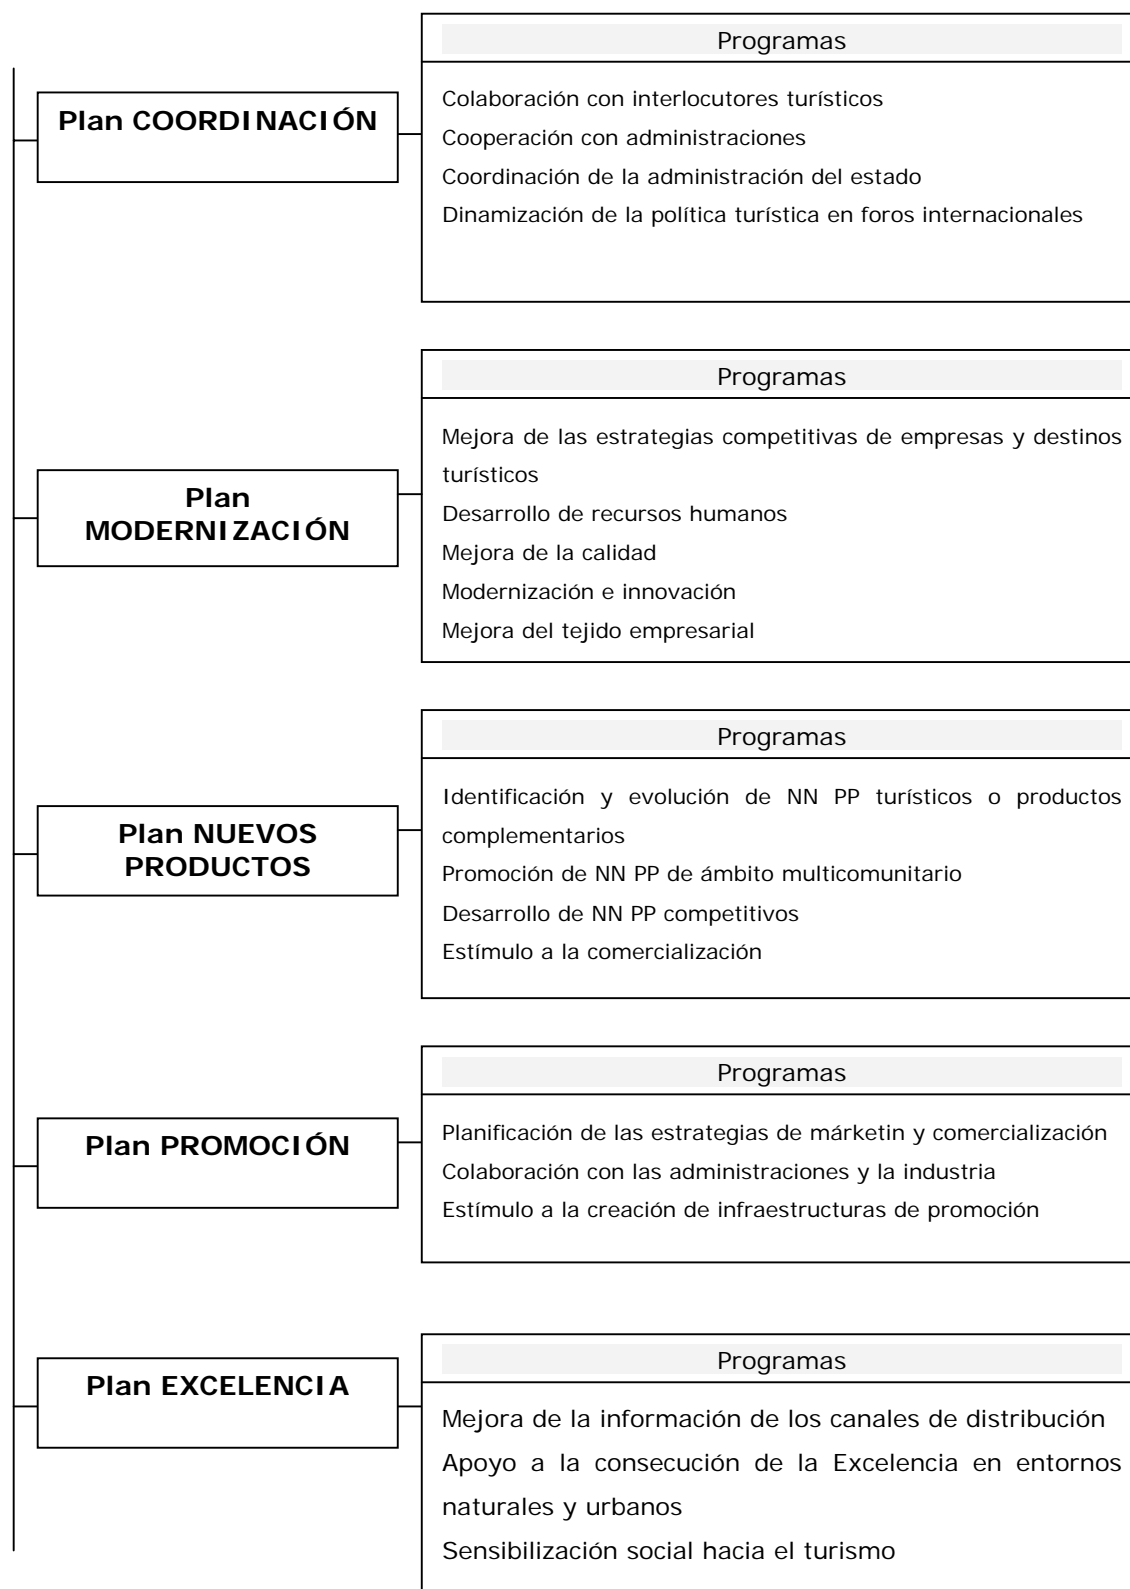 Programas
Plan COORDINACIÓN
Colaboración con interlocutores turísticos
Cooperación con administraciones
Coordinación de la administración del estado
Dinamización de la política turística en foros internacionales
Programas
Plan
MODERNIZACIÓN
Mejora de las estrategias competitivas de empresas y destinos
turísticos
Desarrollo de recursos humanos
Mejora de la calidad
Modernización e innovación
Mejora del tejido empresarial
Programas
Plan NUEVOS
PRODUCTOS
Identificación y evolución de NN PP turísticos o productos
complementarios
Promoción de NN PP de ámbito multicomunitario
Desarrollo de NN PP competitivos
Estímulo a la comercialización
Programas
Plan PROMOCIÓN
Planificación de las estrategias de márketin y comercialización
Colaboración con las administraciones y la industria
Estímulo a la creación de infraestructuras de promoción
Programas
Plan EXCELENCIA
Mejora de la información de los canales de distribución
Apoyo a la consecución de la Excelencia en entornos
naturales y urbanos
Sensibilización social hacia el turismo